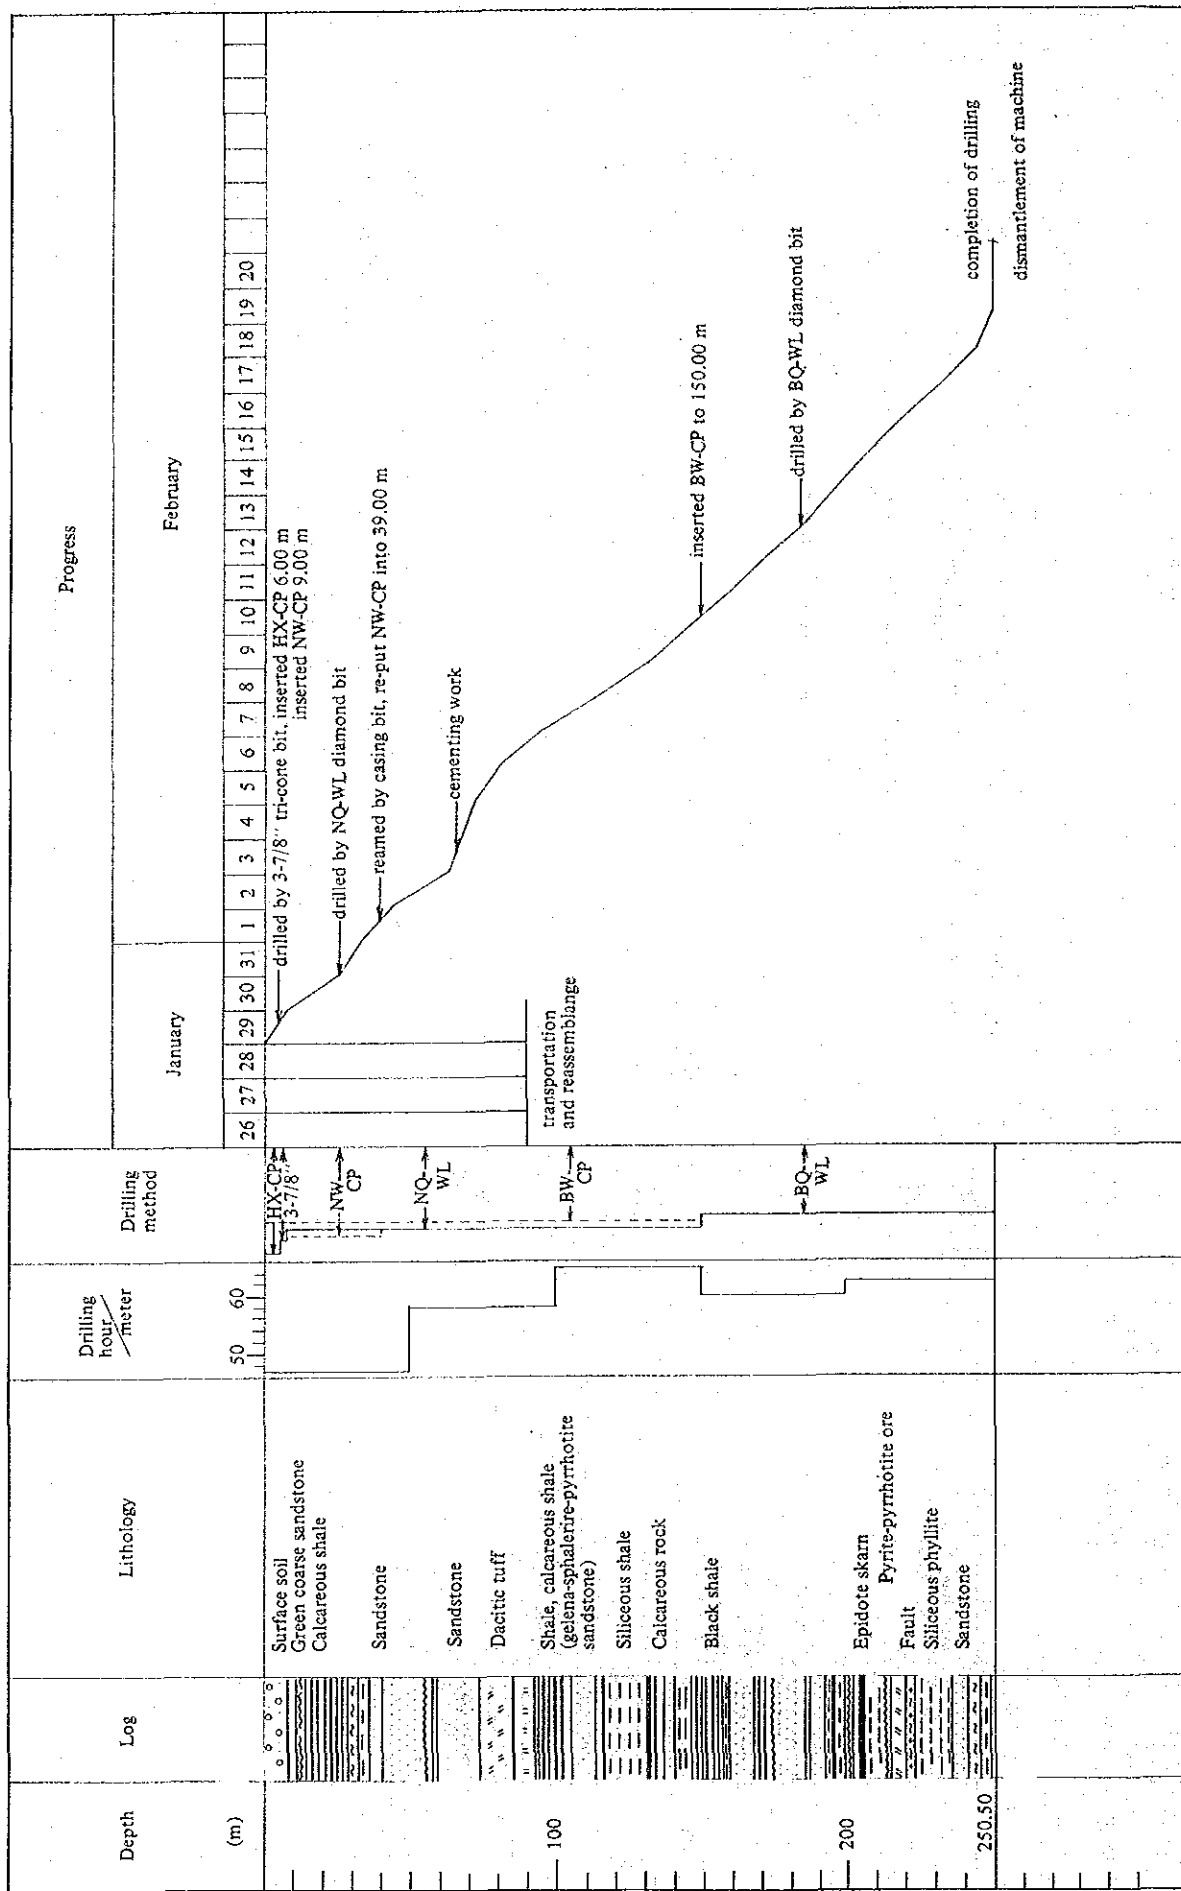 Depth
Log
Lithology
Drilling
hour
meter
Drilling
method
Progress
January
February
(m)
50
60
26
27
28
29
30
31
1
2
3
4
5
6
7
8
9
10
11
12
13
14
15
16
17
18
19
20
Surface soil
Green coarse sandstone
Calcareous shale
Sandstone
Sandstone
Dacitic tuff
Shale, calcareous shale
(gelena-sphalerire-pyrrhotite
sandstone)
Siliceous shale
Calcareous rock
Black shale
Epidote skarn
Pyrite-pyrrhotite ore
Fault
Siliceous phyllite
Sandstone
HX-CP
3-7/8''
NW-
CP
NQ-
WL
BW-
CP
BQ-
WL
drilled by 3-7/8'' tri-cone bit, inserted HX-CP 6.00 m
inserted NW-CP 9.00 m
drilled by NQ-WL diamond bit
reamed by casing bit, re-put NW-CP into 39.00 m
cementing work
transportation
and reassemblange
inserted BW-CP to 150.00 m
drilled by BQ-WL diamond bit
completion of drilling
dismantlement of machine
100
200
250.50